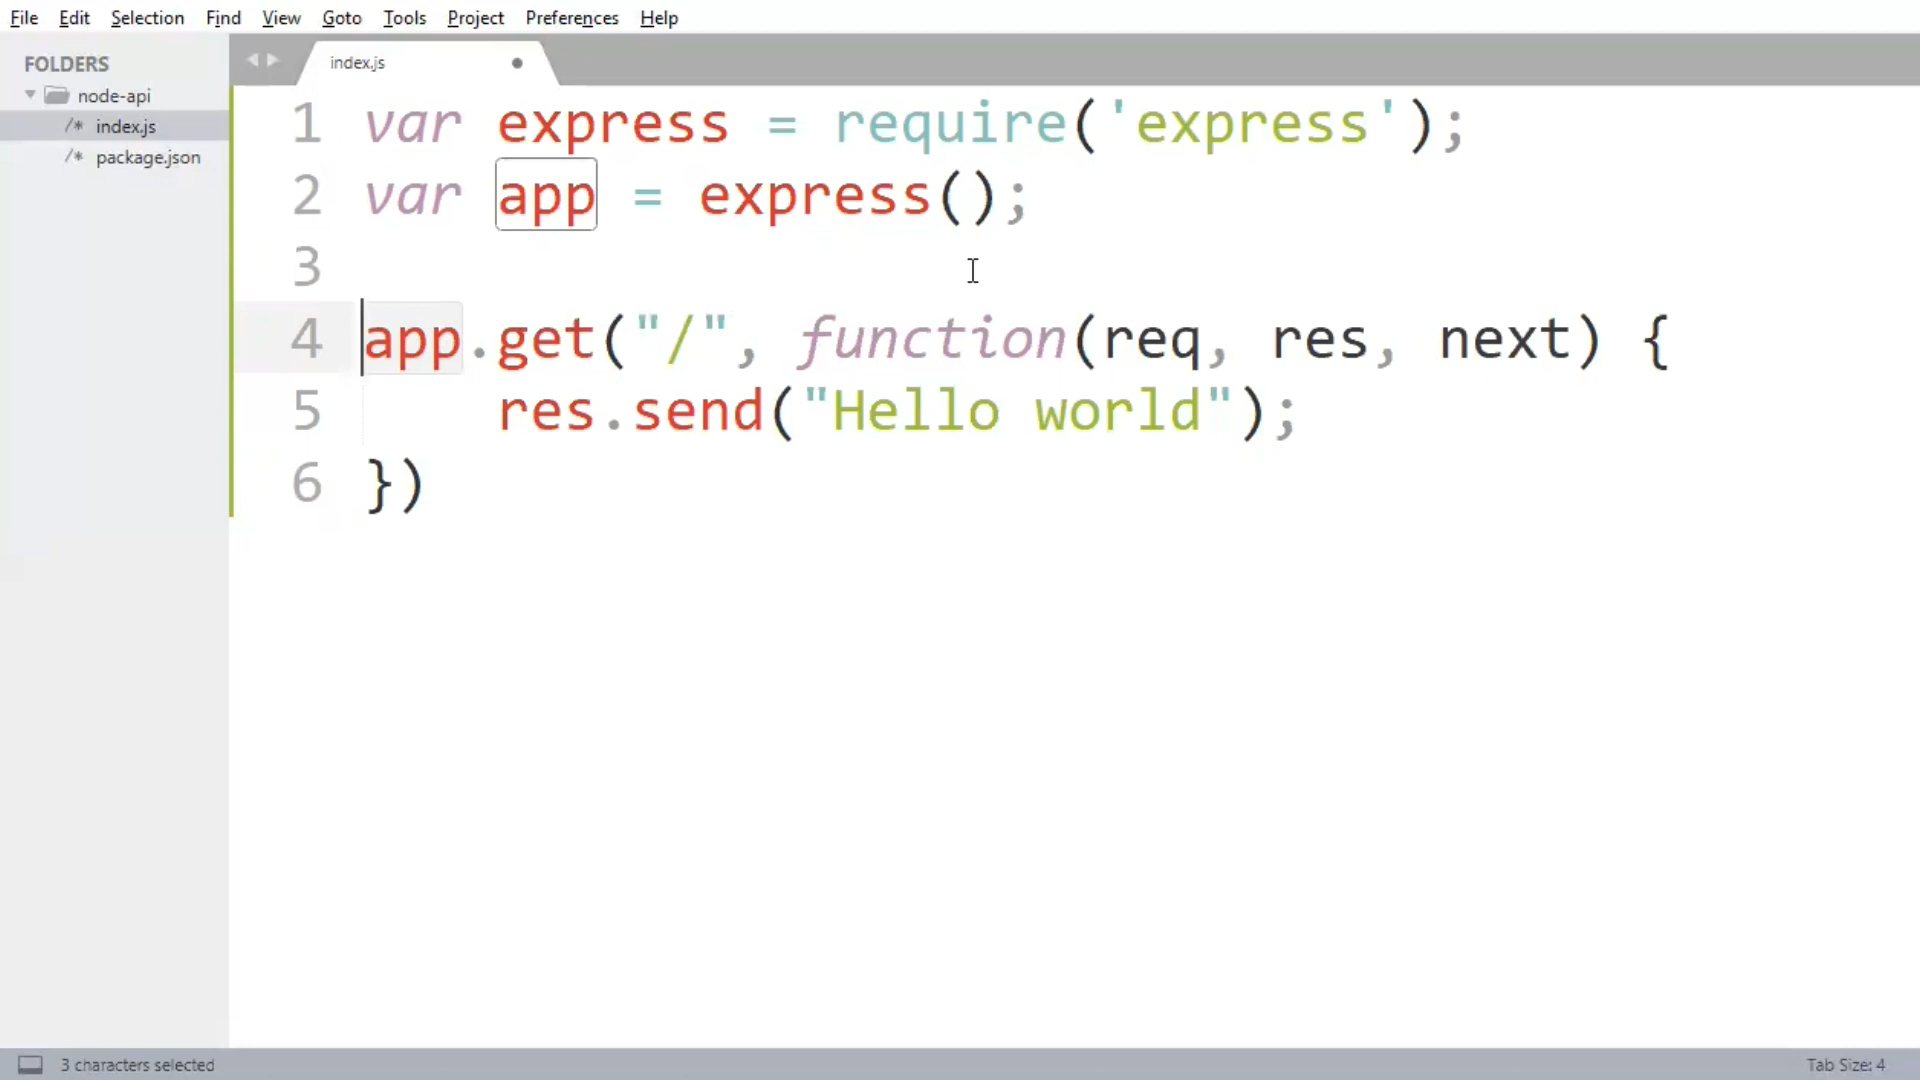 File Edit Selection Find View Goto Tools Project Preferences Help
FOLDERS
node-api
/* index.js
/* package.json
index.js
1 var express = require('express');
2 var app = express();
3
4 app.get("/", function(req, res, next) {
5     res.send("Hello world");
6 })
3 characters selected
Tab Size: 4